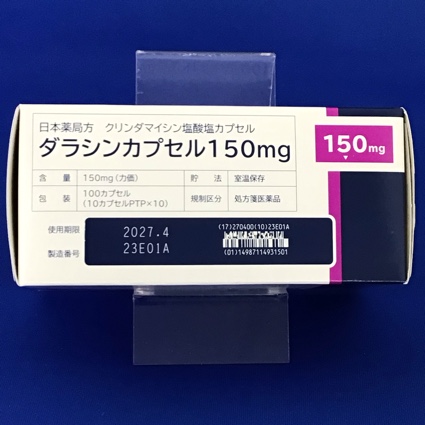 日本薬局方　クリンダマイシン塩酸塩カプセル
ダラシンカプセル150mg
150mg
含　量　150mg（力価）　貯　法　室温保存
包　装　100カプセル（10カプセルPTP×10）　規制区分　処方箋医薬品
使用期限　2027.4
製造番号　23E01A
(17)270400(10)23E01A
(01)14987114931501